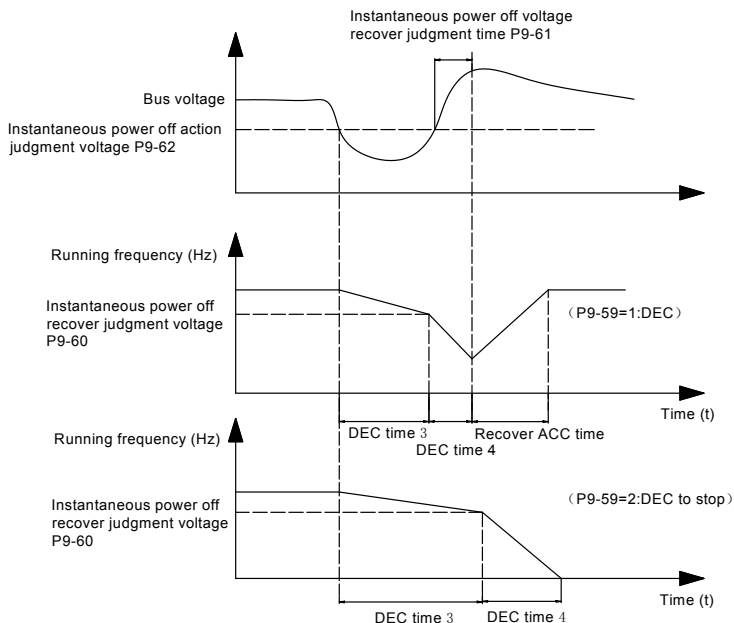 Instantaneous power off voltage
recover judgment time P9-61
Bus voltage
Instantaneous power off action
judgment voltage P9-62
Running frequency (Hz)
Instantaneous power off
recover judgment voltage
P9-60
（P9-59=1:DEC）
Time (t)
DEC time 3
Recover ACC time
DEC time 4
Running frequency (Hz)
Instantaneous power off
recover judgment voltage
P9-60
（P9-59=2:DEC to stop）
Time (t)
DEC time 3
DEC time 4